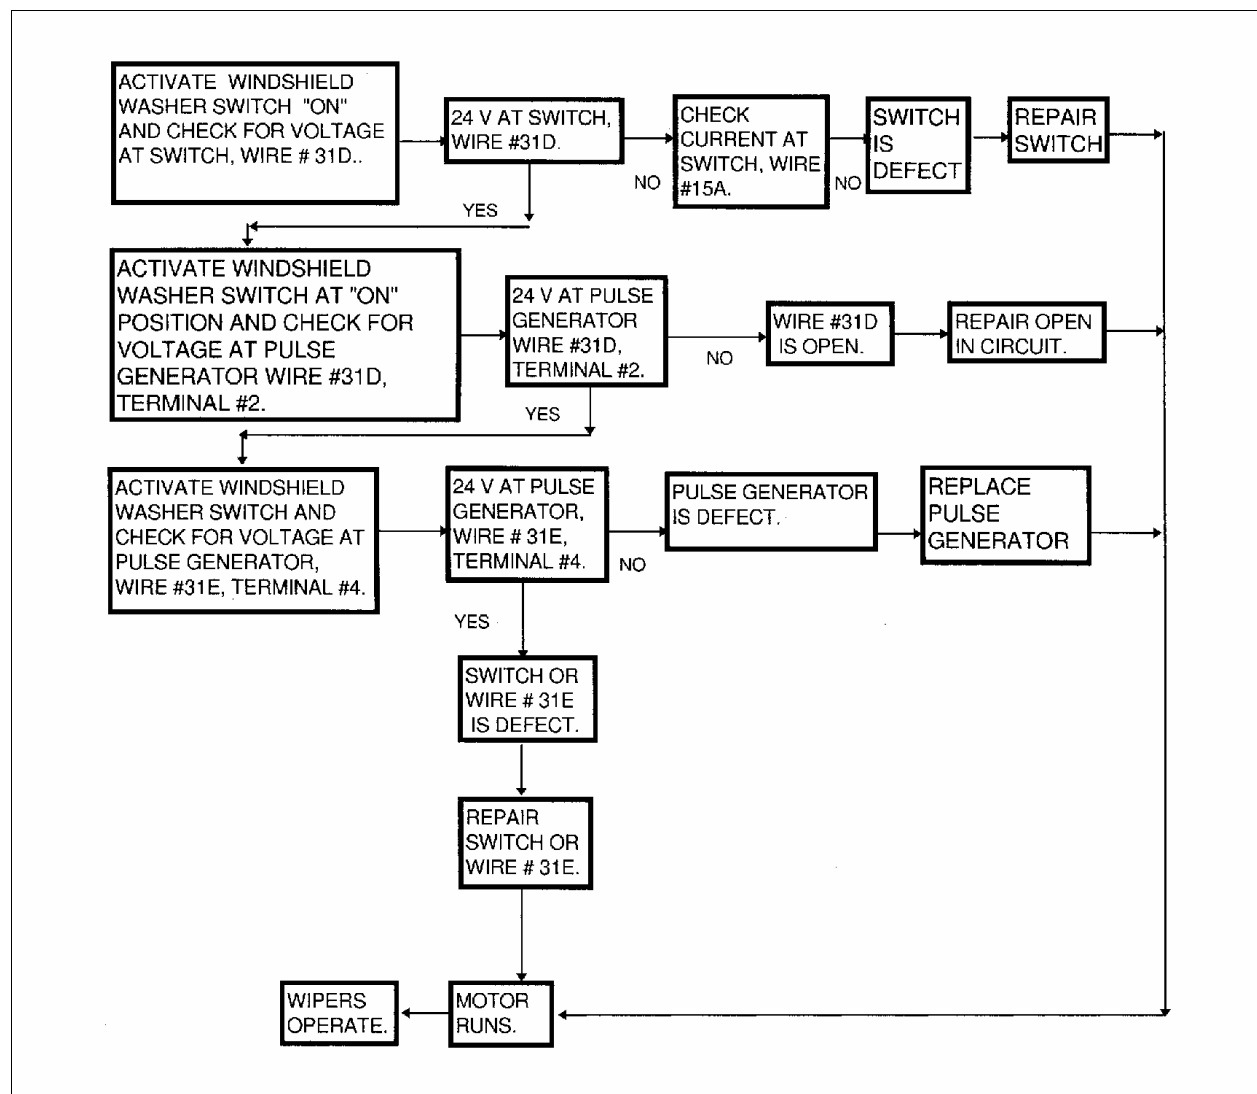 ACTIVATE WINDSHIELD
WASHER SWITCH "ON"
AND CHECK FOR VOLTAGE
AT SWITCH, WIRE # 31D..
24 V AT SWITCH,
WIRE #31D.
NO
CHECK
CURRENT AT
SWITCH, WIRE
#15A.
NO
SWITCH
IS
DEFECT
REPAIR
SWITCH
YES
ACTIVATE WINDSHIELD
WASHER SWITCH AT "ON"
POSITION AND CHECK FOR
VOLTAGE AT PULSE
GENERATOR WIRE #31D,
TERMINAL #2.
24 V AT PULSE
GENERATOR
WIRE #31D,
TERMINAL #2.
NO
WIRE #31D
IS OPEN.
REPAIR OPEN
IN CIRCUIT.
YES
ACTIVATE WINDSHIELD
WASHER SWITCH AND
CHECK FOR VOLTAGE AT
PULSE GENERATOR,
WIRE #31E, TERMINAL #4.
24 V AT PULSE
GENERATOR,
WIRE # 31E,
TERMINAL #4.
NO
PULSE GENERATOR
IS DEFECT.
REPLACE
PULSE
GENERATOR
YES
SWITCH OR
WIRE # 31E
IS DEFECT.
REPAIR
SWITCH OR
WIRE # 31E.
WIPERS
OPERATE.
MOTOR
RUNS.